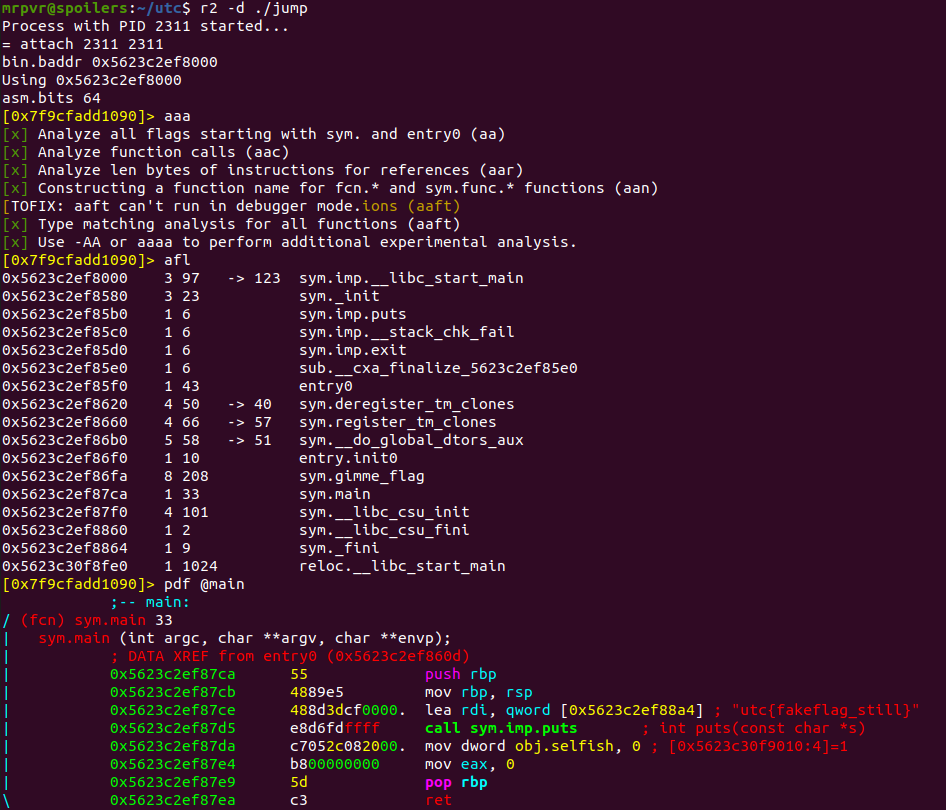 mrpvr@spoilers:~/utc$ r2 -d ./jump
Process with PID 2311 started...
= attach 2311 2311
bin.baddr 0x5623c2ef8000
Using 0x5623c2ef8000
asm.bits 64
[0x7f9cfadd1090]> aaa
[x] Analyze all flags starting with sym. and entry0 (aa)
[x] Analyze function calls (aac)
[x] Analyze len bytes of instructions for references (aar)
[x] Constructing a function name for fcn.* and sym.func.* functions (aan)
[TOFIX: aaft can't run in debugger mode.ions (aaft)
[x] Type matching analysis for all functions (aaft)
[x] Use -AA or aaaa to perform additional experimental analysis.
[0x7f9cfadd1090]> afl
0x5623c2ef8000    3 97   -> 123  sym.imp.__libc_start_main
0x5623c2ef8580    3 23           sym._init
0x5623c2ef85b0    1 6            sym.imp.puts
0x5623c2ef85c0    1 6            sym.imp.__stack_chk_fail
0x5623c2ef85d0    1 6            sym.imp.exit
0x5623c2ef85e0    1 6            sub.__cxa_finalize_5623c2ef85e0
0x5623c2ef85f0    1 43           entry0
0x5623c2ef8620    4 50   -> 40   sym.deregister_tm_clones
0x5623c2ef8660    4 66   -> 57   sym.register_tm_clones
0x5623c2ef86b0    5 58   -> 51   sym.__do_global_dtors_aux
0x5623c2ef86f0    1 10           entry.init0
0x5623c2ef86fa    8 208          sym.gimme_flag
0x5623c2ef87ca    1 33           sym.main
0x5623c2ef87f0    4 101          sym.__libc_csu_init
0x5623c2ef8860    1 2            sym.__libc_csu_fini
0x5623c2ef8864    1 9            sym._fini
0x5623c30f8fe0    1 1024         reloc.__libc_start_main
[0x7f9cfadd1090]> pdf @main
            ;-- main:
/ (fcn) sym.main 33
|   sym.main (int argc, char **argv, char **envp);
|           ; DATA XREF from entry0 (0x5623c2ef860d)
|           0x5623c2ef87ca      55             push rbp
|           0x5623c2ef87cb      4889e5         mov rbp, rsp
|           0x5623c2ef87ce      488d3dcf0000.  lea rdi, qword [0x5623c2ef88a4] ; "utc{fakeflag_still}"
|           0x5623c2ef87d5      e8d6fdffff     call sym.imp.puts       ; int puts(const char *s)
|           0x5623c2ef87da      c7052c082000.  mov dword obj.selfish, 0 ; [0x5623c30f9010:4]=1
|           0x5623c2ef87e4      b800000000     mov eax, 0
|           0x5623c2ef87e9      5d             pop rbp
\           0x5623c2ef87ea      c3             ret